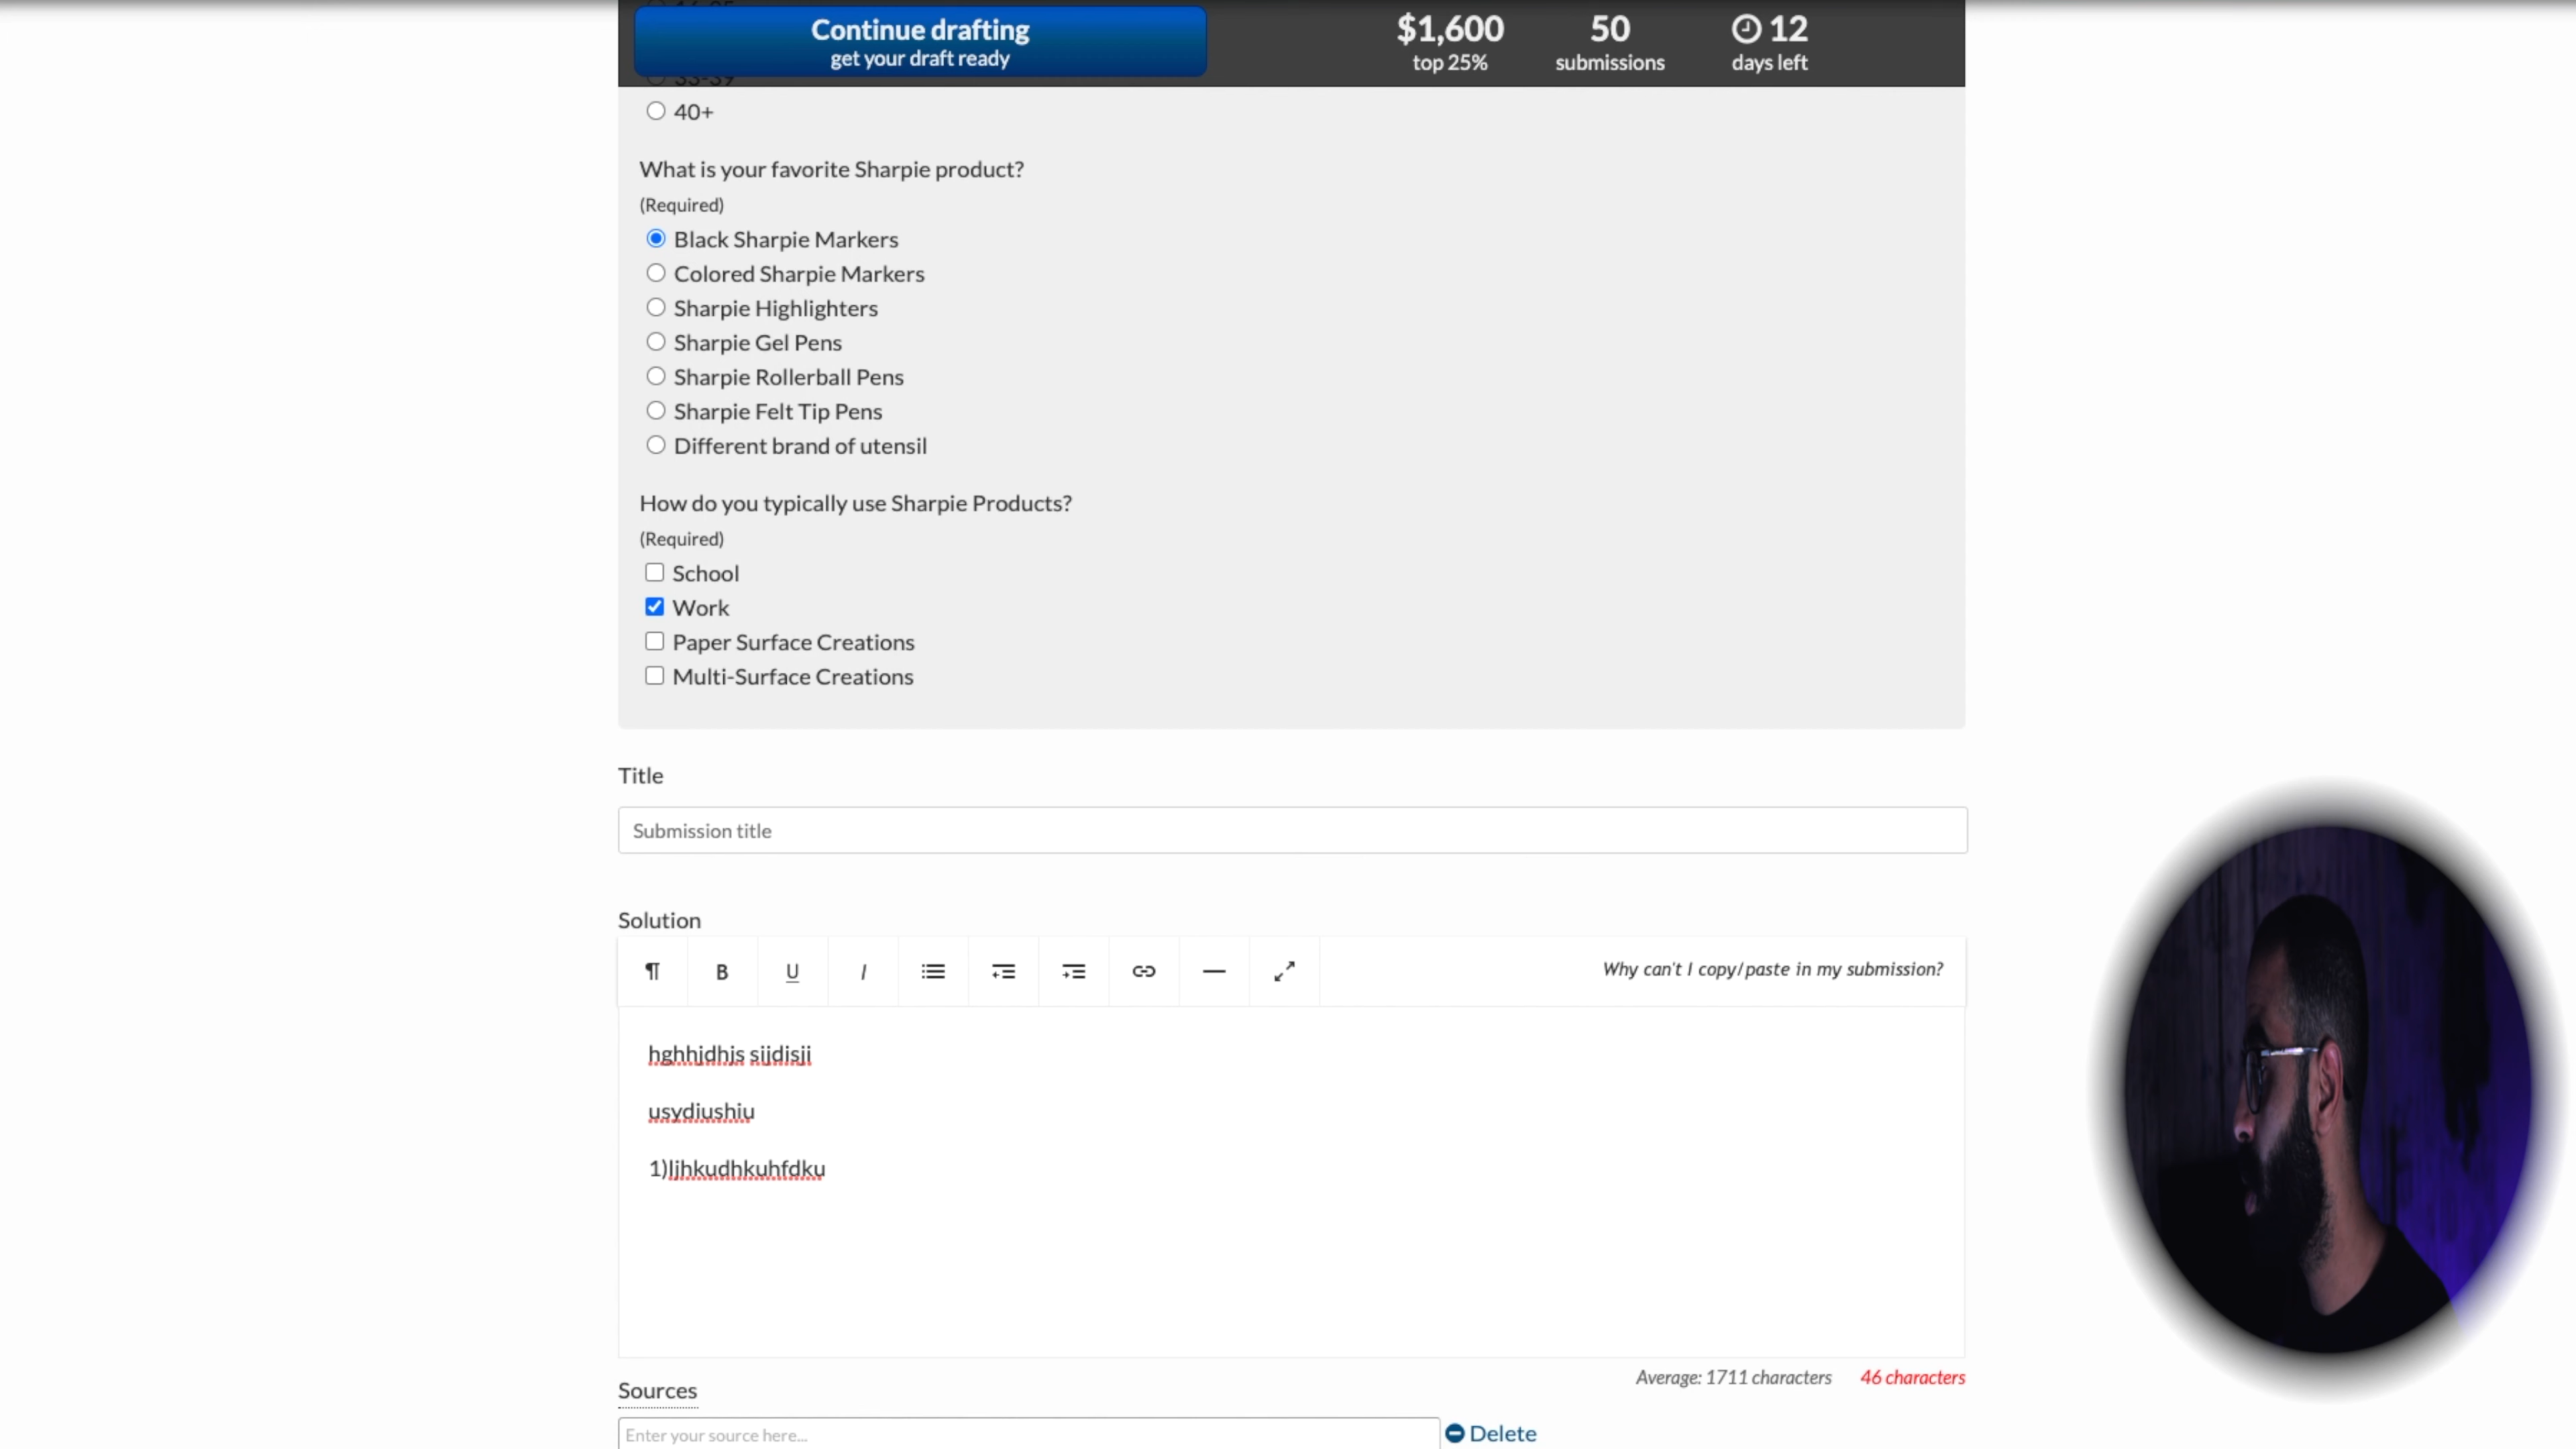 Continue drafting
get your draft ready
$1,600
top 25%
50
submissions
12
days left
40+
What is your favorite Sharpie product?
(Required)
Black Sharpie Markers
Colored Sharpie Markers
Sharpie Highlighters
Sharpie Gel Pens
Sharpie Rollerball Pens
Sharpie Felt Tip Pens
Different brand of utensil
How do you typically use Sharpie Products?
(Required)
School
Work
Paper Surface Creations
Multi-Surface Creations
Title
Submission title
Solution
¶ B U I
Why can't I copy/paste in my submission?
hghhidhjs sijdisji
usydiushiu
1)ljhkudhkuhfdku
Average: 1711 characters 46 characters
Sources
Enter your source here...
Delete